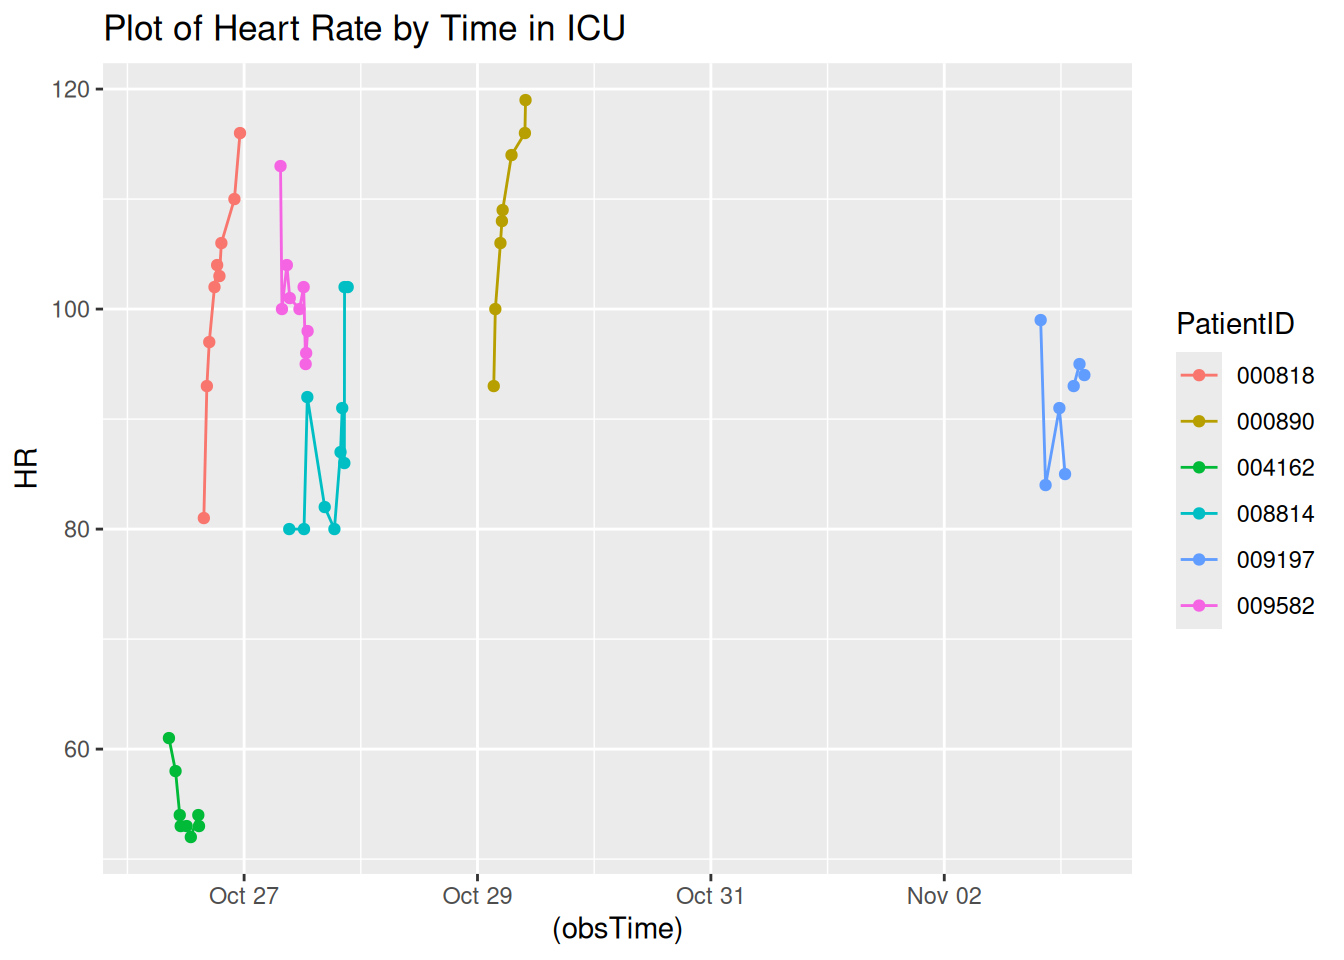 Plot of Heart Rate by Time in ICU
120
100
80
60
HR
Oct 27
Oct 29
Oct 31
Nov 02
(obsTime)
PatientID
000818
000890
004162
008814
009197
009582